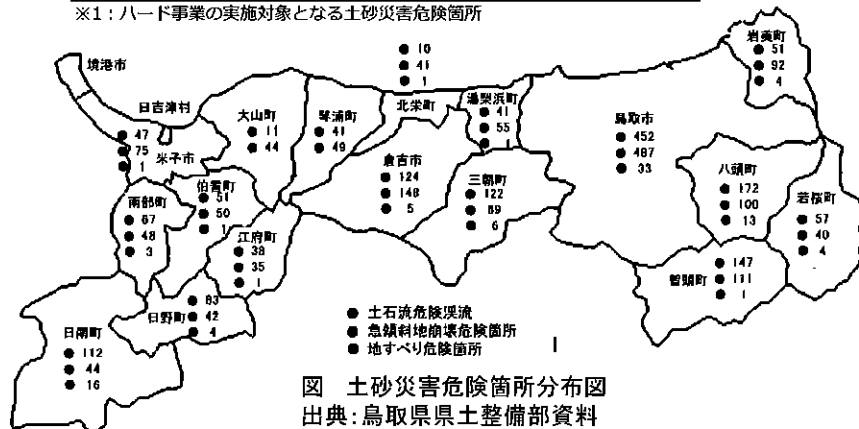 ※1：ハード事業の実施対象となる土砂災害危険箇所
境港市
日吉津村
● 47
● 75
● 1
米子市
大山町
● 11
● 44
琴浦町
● 41
● 49
● 10
● 41
● 1
北栄町
湯梨浜町
● 41
● 55
● 1
岩美町
● 51
● 92
● 4
鳥取市
● 452
● 487
● 33
倉吉市
● 124
● 148
● 5
三朝町
● 122
● 89
● 6
八頭町
● 172
● 100
● 13
若桜町
● 57
● 40
● 4
智頭町
● 147
● 111
● 1
南部町
● 67
● 48
● 3
伯耆町
● 51
● 50
● 1
江府町
● 38
● 35
● 1
日野町
● 83
● 42
● 4
日南町
● 112
● 44
● 16
● 土石流危険渓流
● 急傾斜地崩壊危険箇所
● 地すべり危険箇所
図 土砂災害危険箇所分布図
出典：鳥取県県土整備部資料